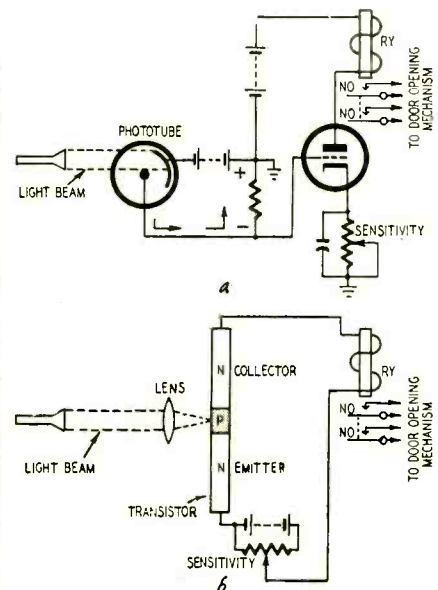 RY
NO
NO
TO DOOR OPENING
MECHANISM
PHOTOTUBE
LIGHT BEAM
+
−
SENSITIVITY
a
N COLLECTOR
LENS
P
N EMITTER
LIGHT BEAM
TRANSISTOR
SENSITIVITY
RY
NO
NO
TO DOOR OPENING
MECHANISM
b